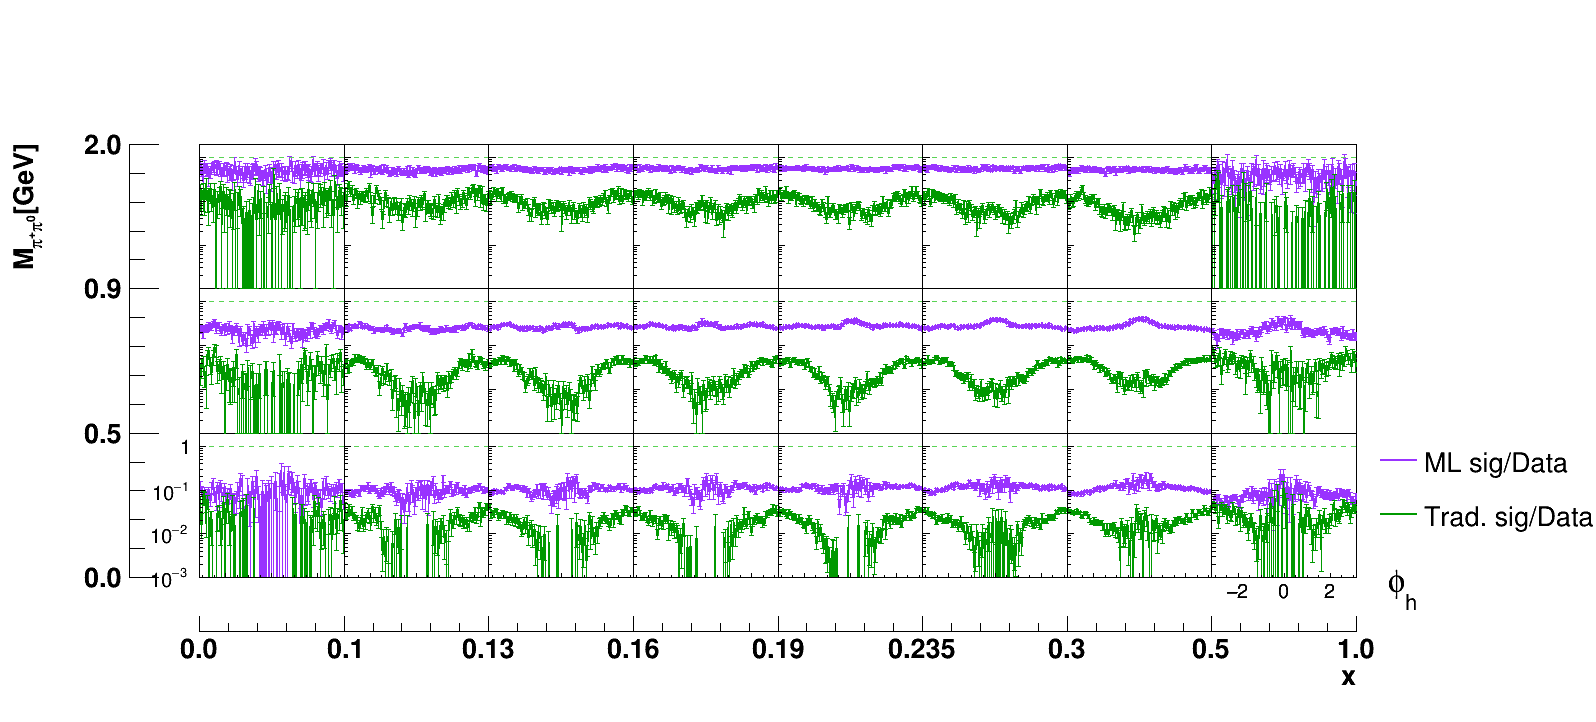 M π⁺π⁰ [GeV]
2.0
0.9
0.5
0.0
1
10⁻¹
10⁻²
10⁻³
ML sig/Data
Trad. sig/Data
−2 0 2
ϕh
0.0 0.1 0.13 0.16 0.19 0.235 0.3 0.5 1.0
x